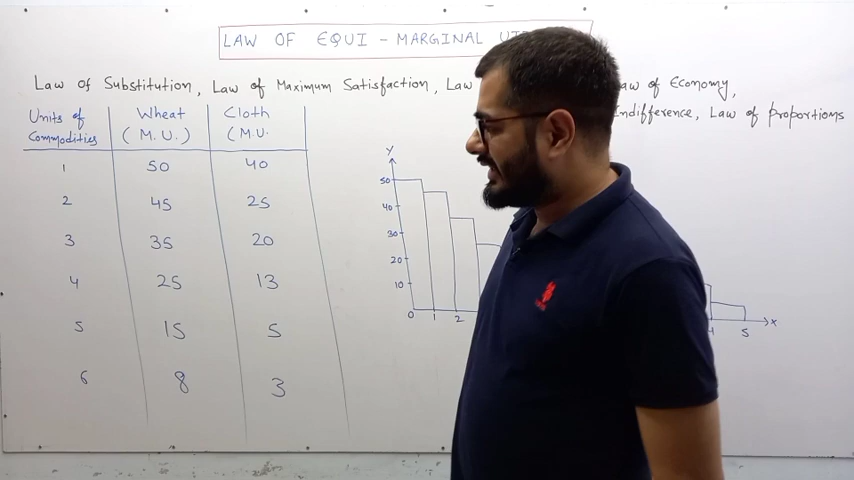 LAW OF EQUI - MARGINAL
Law of Substitution, Law of Maximum Satisfaction, Law aw of Economy,
Indifference, Law of proportions
Units of Commodities Wheat (M.U.) Cloth (M.U.
1 50 40
2 45 25
3 35 20
4 25 13
5 15 5
6 8 3
Y
50
40
30
20
10
0 1 2 4 5 X